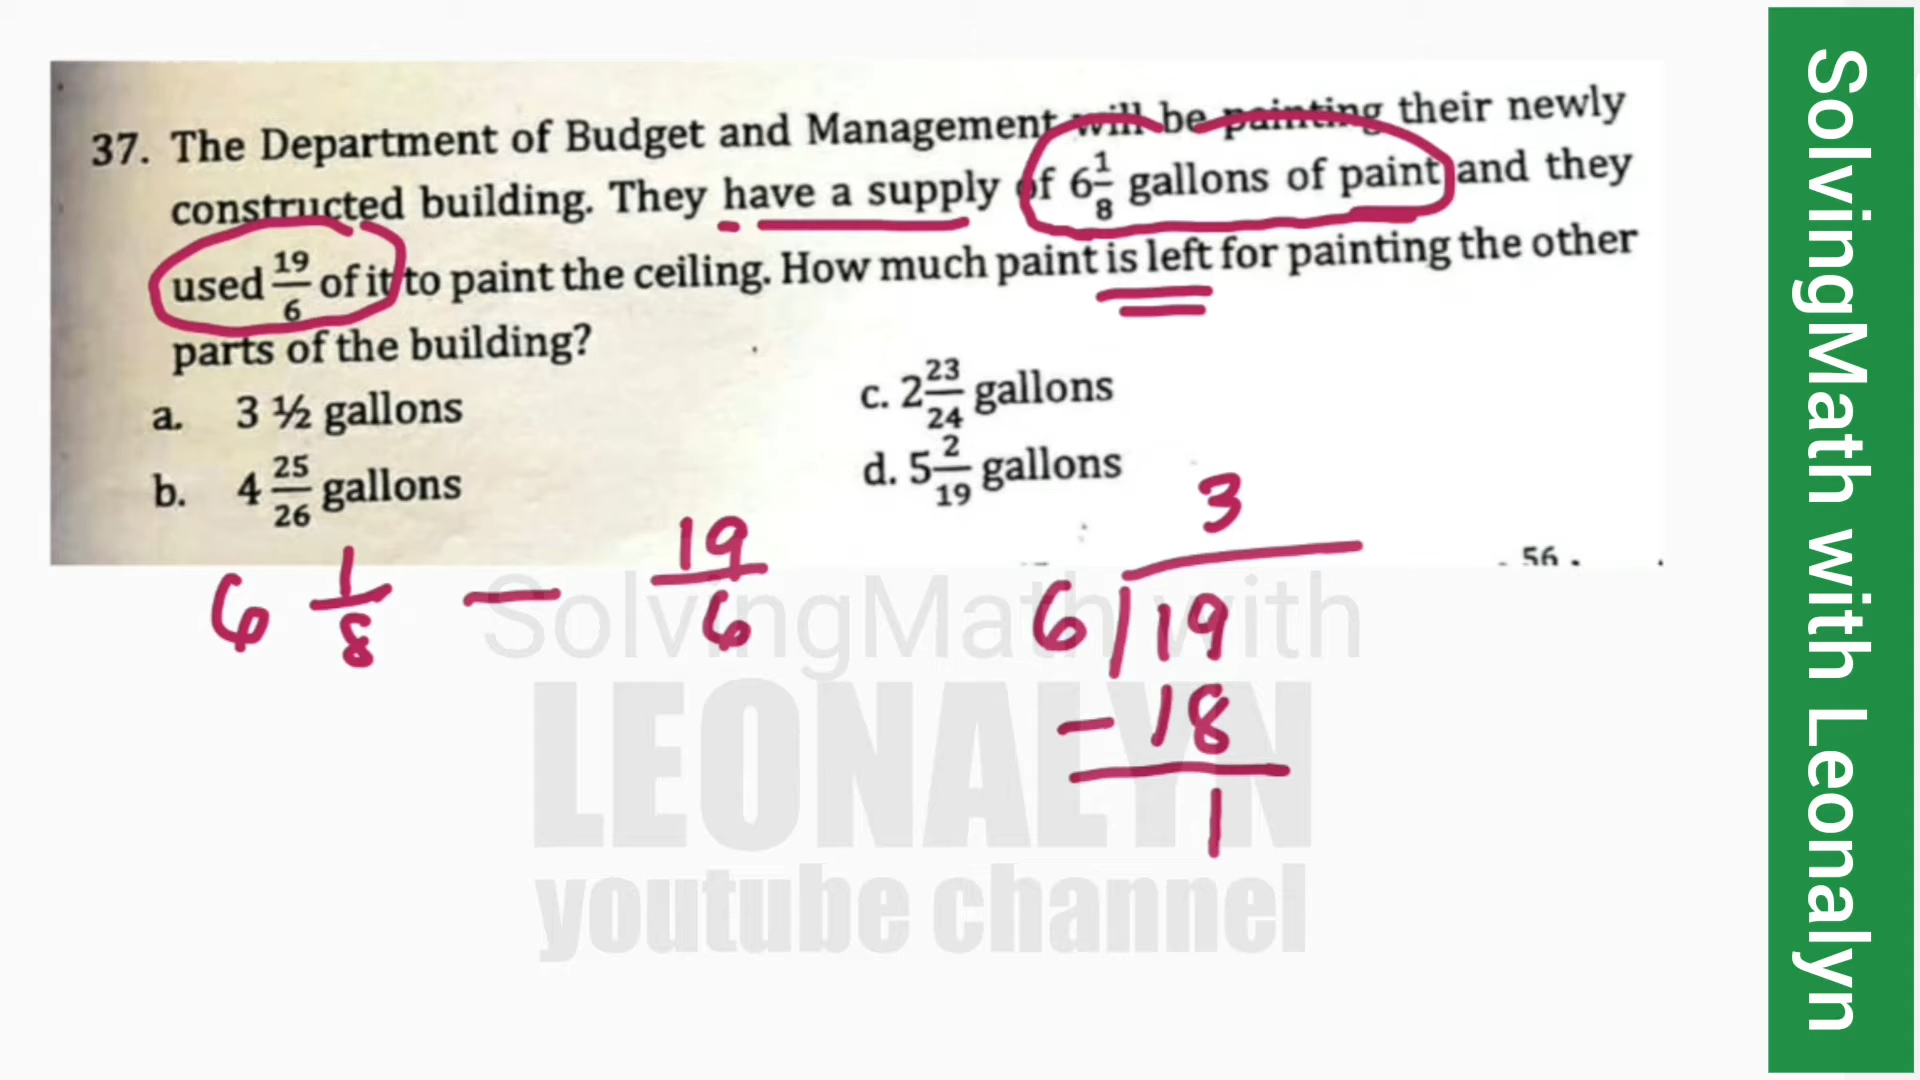 37. The Department of Budget and Management will be painting their newly
constructed building. They have a supply of 6 1/8 gallons of paint and they
used 19/6 of it to paint the ceiling. How much paint is left for painting the other
parts of the building?
a. 3 ½ gallons
b. 4 25/26 gallons
c. 2 23/24 gallons
d. 5 2/19 gallons
. 56 .
6 1/8 — 19/6
3
6 19
- 18
1
SolvingMath with
LEONALYN
youtube channel
SolvingMath with Leonalyn